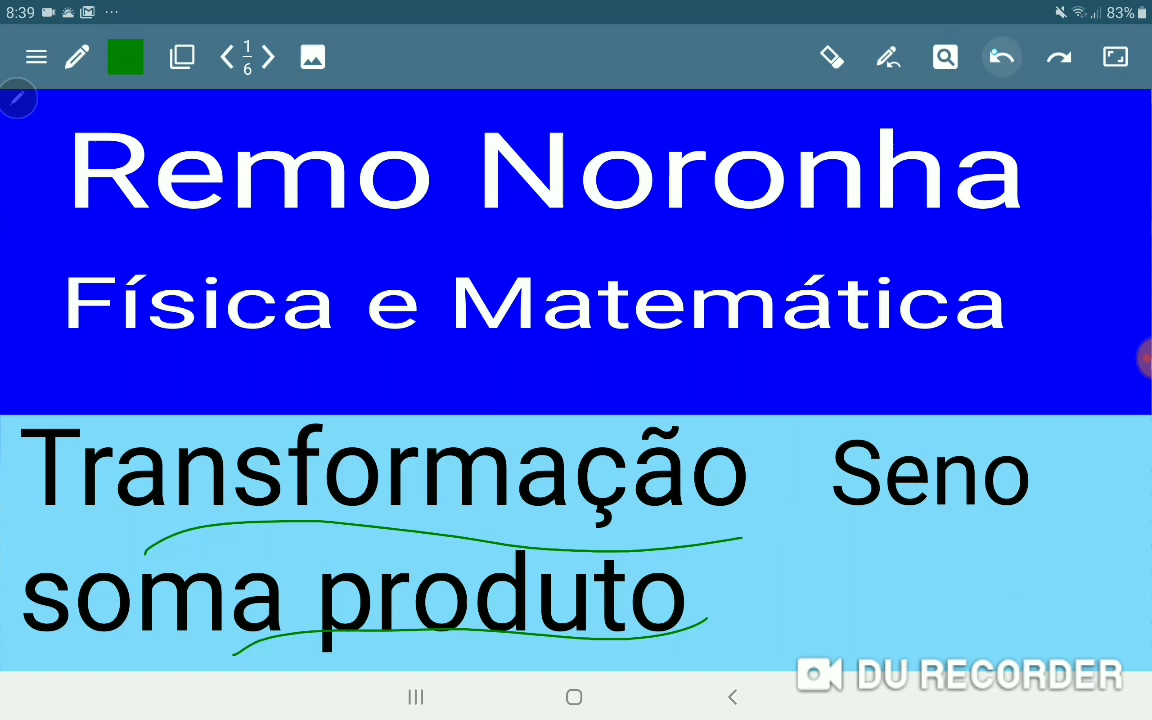 8:39 83%
1
6
Remo Noronha
Física e Matemática
Transformação Seno
soma produto
DU RECORDER